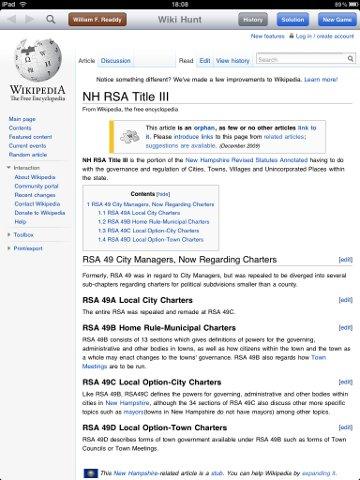 iPad
18:08
89%
William F. Readdy
Wiki Hunt
History
Solution
New Game
New features
Log in / create account
Article
Discussion
Read
Edit
View history
Search
WIKIPEDIA
The Free Encyclopedia
Main page
Contents
Featured content
Current events
Random article
Interaction
About Wikipedia
Community portal
Recent changes
Contact Wikipedia
Donate to Wikipedia
Help
Toolbox
Print/export
Notice something different? We've made a few improvements to Wikipedia. Learn more!
NH RSA Title III
From Wikipedia, the free encyclopedia
This article is an orphan, as few or no other articles link to
it. Please introduce links to this page from related articles;
suggestions are available. (December 2009)
NH RSA Title III is the portion of the New Hampshire Revised Statutes Annotated having to do
with the governance and regulation of Cities, Towns, Villages and Unincorporated Places within
the state.
Contents [hide]
1 RSA 49 City Managers, Now Regarding Charters
1.1 RSA 49A Local City Charters
1.2 RSA 49B Home Rule-Municipal Charters
1.3 RSA 49C Local Option-City Charters
1.4 RSA 49D Local Option-Town Charters
RSA 49 City Managers, Now Regarding Charters [edit]
Formerly, RSA 49 was in regard to City Managers, but was repealed to be diverged into several
sub-chapters regarding charters for political subdivisions smaller than a county.
RSA 49A Local City Charters [edit]
The entire RSA was repealed and remade at RSA 49C.
RSA 49B Home Rule-Municipal Charters [edit]
RSA 49B consists of 13 sections which gives definitions of powers for the governing,
administrative and other bodies in towns, as well as how citizens within the town and the town as
a whole may enact changes to the towns' governance. RSA 49B also regards how Town
Meetings are to be run.
RSA 49C Local Option-City Charters [edit]
Like RSA 49B, RSA49C defines the powers for governing, administrative and other bodies within
cities in New Hampshire, although the 34 sections of RSA 49C also discuss other more specific
topics such as mayors(towns in New Hampshire do not have mayors) among other topics.
RSA 49D Local Option-Town Charters [edit]
RSA 49D describes forms of town government available under RSA 49B such as forms of Town
Councils or Town Meetings.
This New Hampshire-related article is a stub. You can help Wikipedia by expanding it.